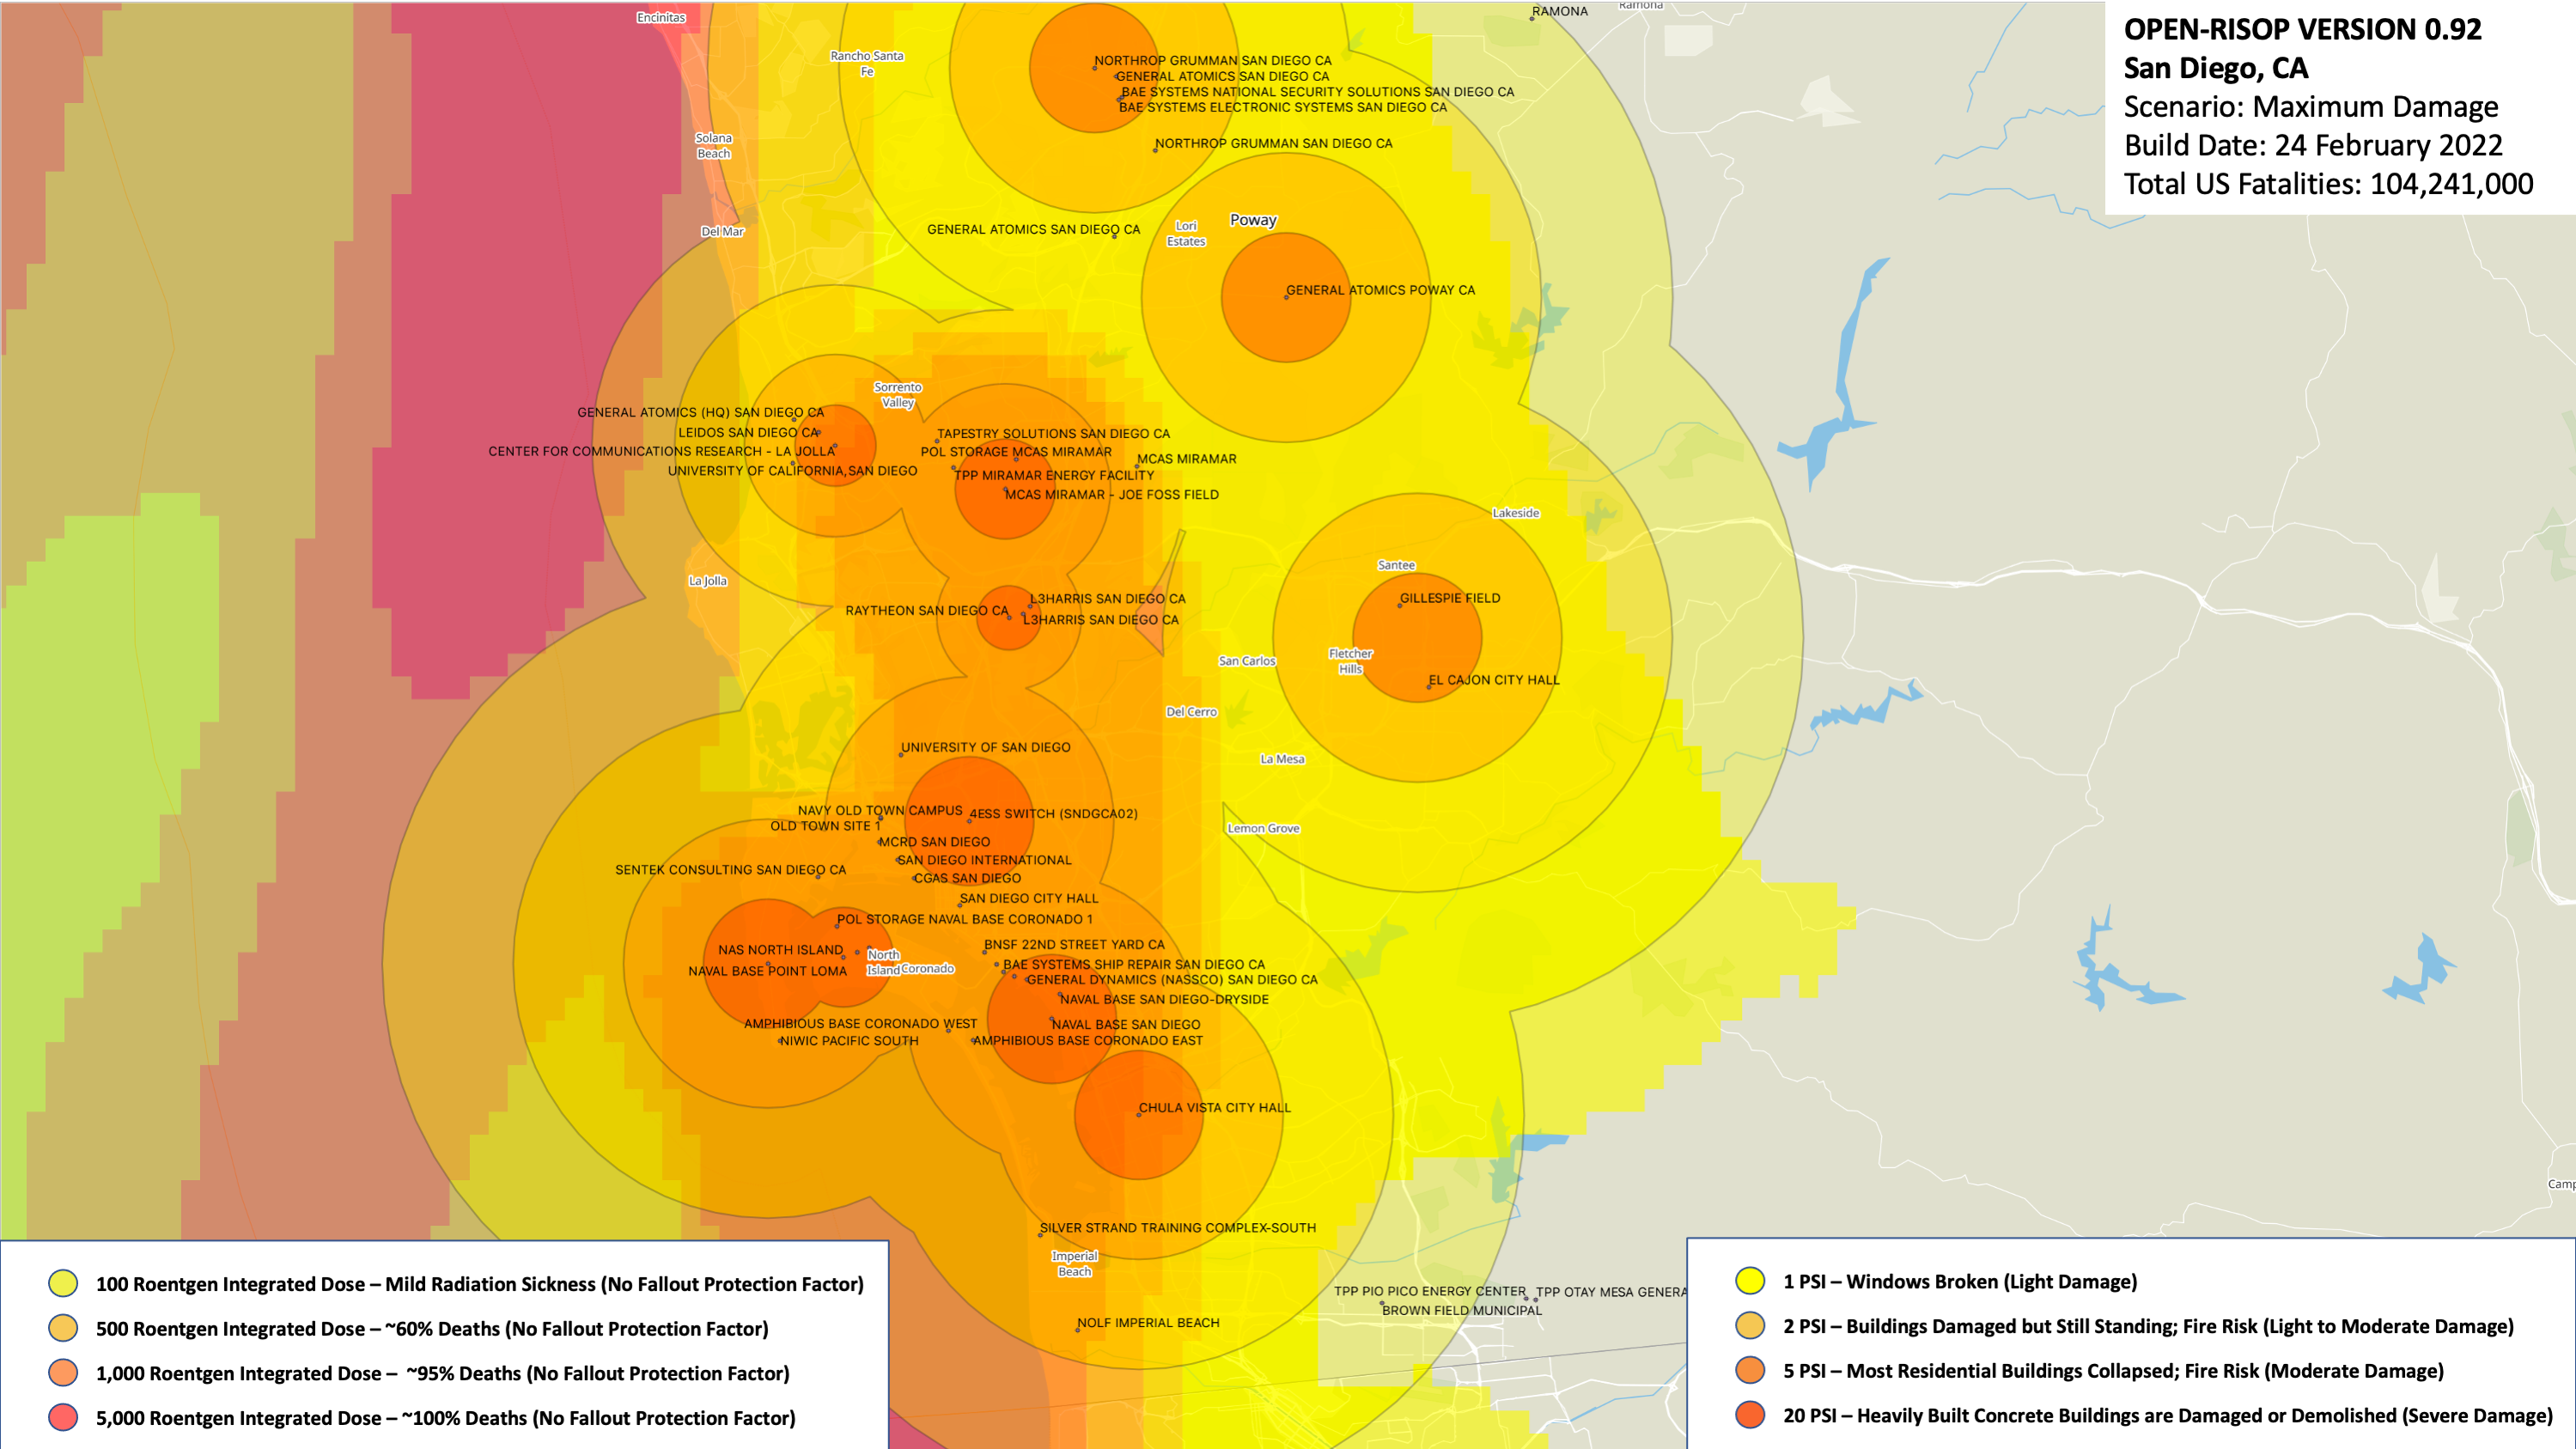 OPEN-RISOP VERSION 0.92
San Diego, CA
Scenario: Maximum Damage
Build Date: 24 February 2022
Total US Fatalities: 104,241,000
Encinitas
RAMONA
Ramona
Rancho Santa
Fe
NORTHROP GRUMMAN SAN DIEGO CA
GENERAL ATOMICS SAN DIEGO CA
BAE SYSTEMS NATIONAL SECURITY SOLUTIONS SAN DIEGO CA
BAE SYSTEMS ELECTRONIC SYSTEMS SAN DIEGO CA
Solana
Beach
NORTHROP GRUMMAN SAN DIEGO CA
Del Mar
GENERAL ATOMICS SAN DIEGO CA
Lori
Estates
Poway
GENERAL ATOMICS POWAY CA
Sorrento
Valley
GENERAL ATOMICS (HQ) SAN DIEGO CA
LEIDOS SAN DIEGO CA
CENTER FOR COMMUNICATIONS RESEARCH - LA JOLLA
UNIVERSITY OF CALIFORNIA, SAN DIEGO
TAPESTRY SOLUTIONS SAN DIEGO CA
POL STORAGE MCAS MIRAMAR
MCAS MIRAMAR
TPP MIRAMAR ENERGY FACILITY
MCAS MIRAMAR - JOE FOSS FIELD
Lakeside
Santee
La Jolla
L3HARRIS SAN DIEGO CA
RAYTHEON SAN DIEGO CA
L3HARRIS SAN DIEGO CA
GILLESPIE FIELD
San Carlos
Fletcher
Hills
EL CAJON CITY HALL
Del Cerro
UNIVERSITY OF SAN DIEGO
La Mesa
NAVY OLD TOWN CAMPUS
4ESS SWITCH (SNDGCA02)
OLD TOWN SITE 1
Lemon Grove
MCRD SAN DIEGO
SAN DIEGO INTERNATIONAL
SENTEK CONSULTING SAN DIEGO CA
CGAS SAN DIEGO
SAN DIEGO CITY HALL
POL STORAGE NAVAL BASE CORONADO 1
NAS NORTH ISLAND
North
Island
Coronado
BNSF 22ND STREET YARD CA
NAVAL BASE POINT LOMA
BAE SYSTEMS SHIP REPAIR SAN DIEGO CA
GENERAL DYNAMICS (NASSCO) SAN DIEGO CA
NAVAL BASE SAN DIEGO-DRYSIDE
AMPHIBIOUS BASE CORONADO WEST
NAVAL BASE SAN DIEGO
NIWIC PACIFIC SOUTH
AMPHIBIOUS BASE CORONADO EAST
CHULA VISTA CITY HALL
Camp
SILVER STRAND TRAINING COMPLEX-SOUTH
Imperial
Beach
TPP PIO PICO ENERGY CENTER
TPP OTAY MESA GENERA
BROWN FIELD MUNICIPAL
NOLF IMPERIAL BEACH
100 Roentgen Integrated Dose – Mild Radiation Sickness (No Fallout Protection Factor)
500 Roentgen Integrated Dose – ~60% Deaths (No Fallout Protection Factor)
1,000 Roentgen Integrated Dose – ~95% Deaths (No Fallout Protection Factor)
5,000 Roentgen Integrated Dose – ~100% Deaths (No Fallout Protection Factor)
1 PSI – Windows Broken (Light Damage)
2 PSI – Buildings Damaged but Still Standing; Fire Risk (Light to Moderate Damage)
5 PSI – Most Residential Buildings Collapsed; Fire Risk (Moderate Damage)
20 PSI – Heavily Built Concrete Buildings are Damaged or Demolished (Severe Damage)